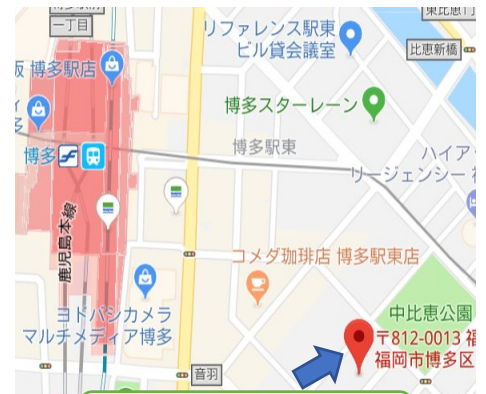 一丁目
リファレンス駅東
ビル貸会議室
比恵新橋
阪 博多駅店
博多スターレーン
博多
博多駅東
ハイア
リージェンシー
鹿児島本線
コメダ珈琲店 博多駅東店
ヨドバシカメラ
マルチメディア博多
中比恵公園
〒812-0013 福
福岡市博多区
音羽